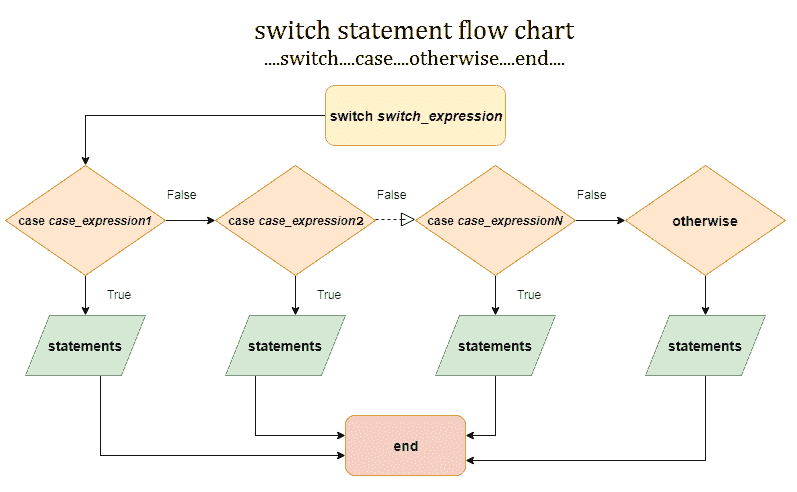 switch statement flow chart
....switch....case....otherwise....end....
switch switch_expression
False
False
False
case case_expression1
case case_expression2
case case_expressionN
otherwise
True
True
True
statements
statements
statements
statements
end